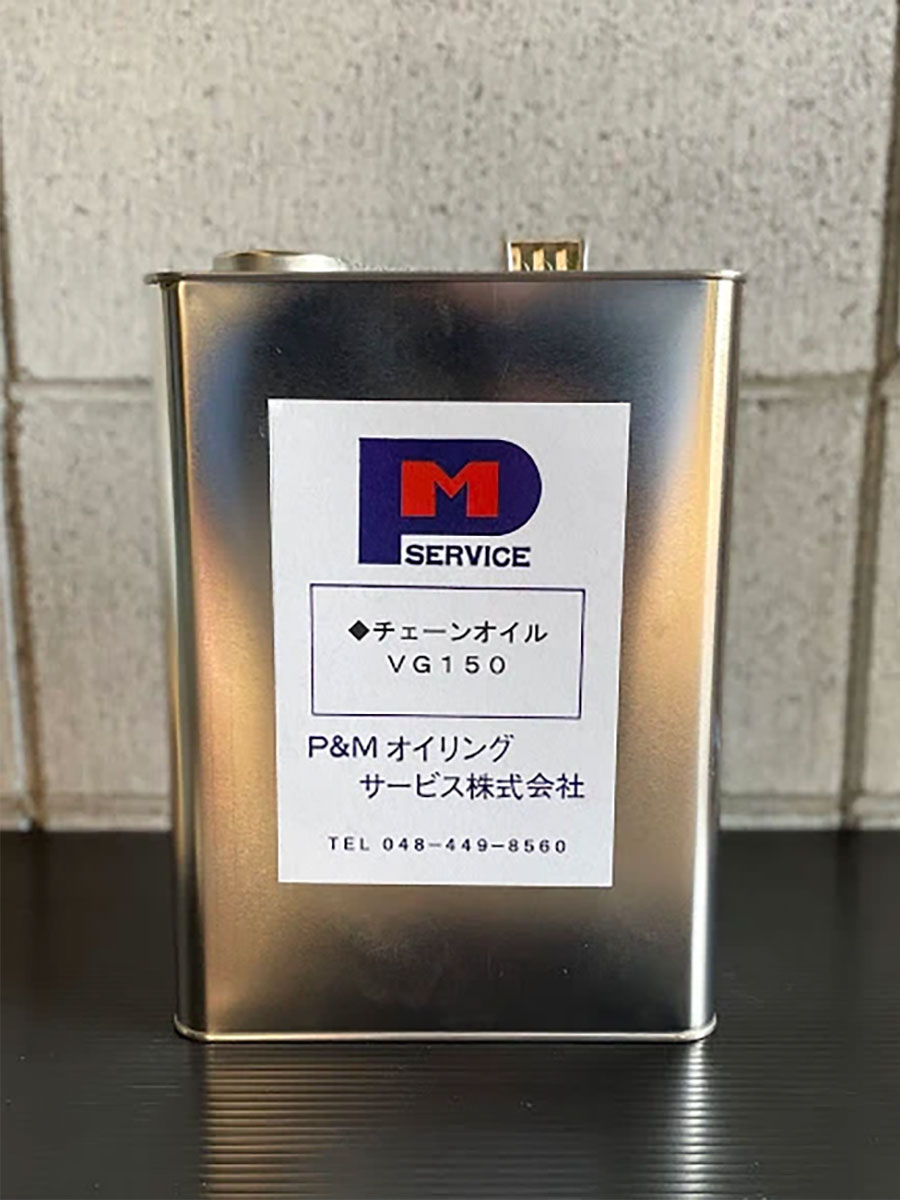 PM
SERVICE
◆チェーンオイル
VG150
P&Mオイリング
サービス株式会社
TEL 048-449-8560